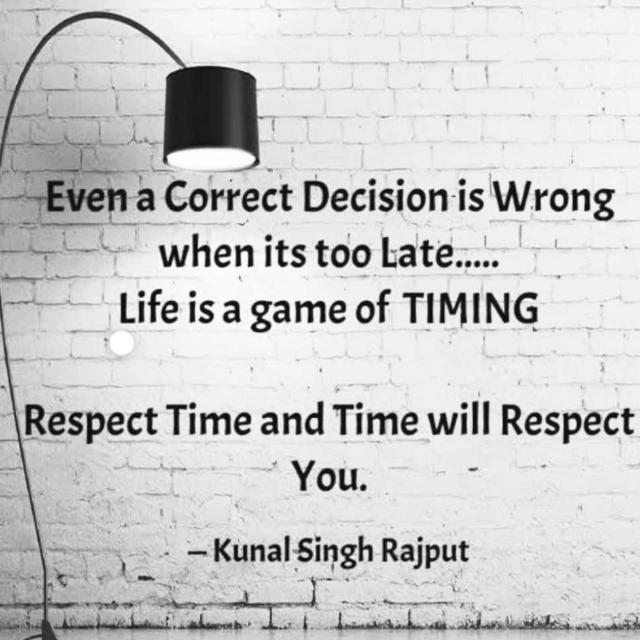 Even a Correct Decision is Wrong
when its too Late.....
Life is a game of TIMING
Respect Time and Time will Respect
You.
– Kunal Singh Rajput